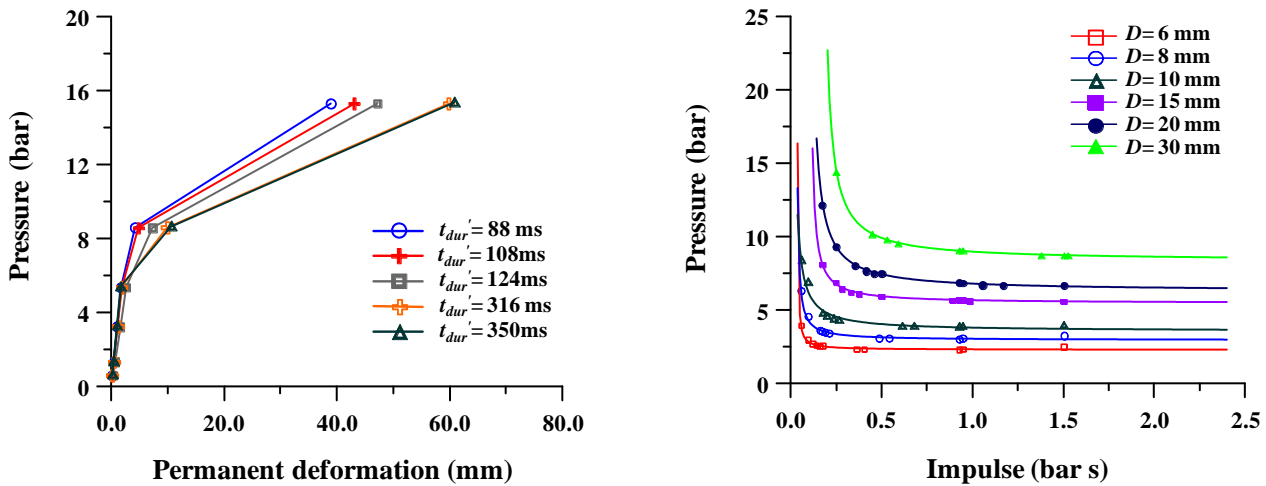 20
16
12
8
4
0
Pressure (bar)
0.0 20.0 40.0 60.0 80.0
Permanent deformation (mm)
t_dur'= 88 ms
t_dur'= 108ms
t_dur'= 124ms
t_dur'= 316 ms
t_dur'= 350ms
25
20
15
10
5
0
Pressure (bar)
0.0 0.5 1.0 1.5 2.0 2.5
Impulse (bar s)
D= 6 mm
D= 8 mm
D= 10 mm
D= 15 mm
D= 20 mm
D= 30 mm